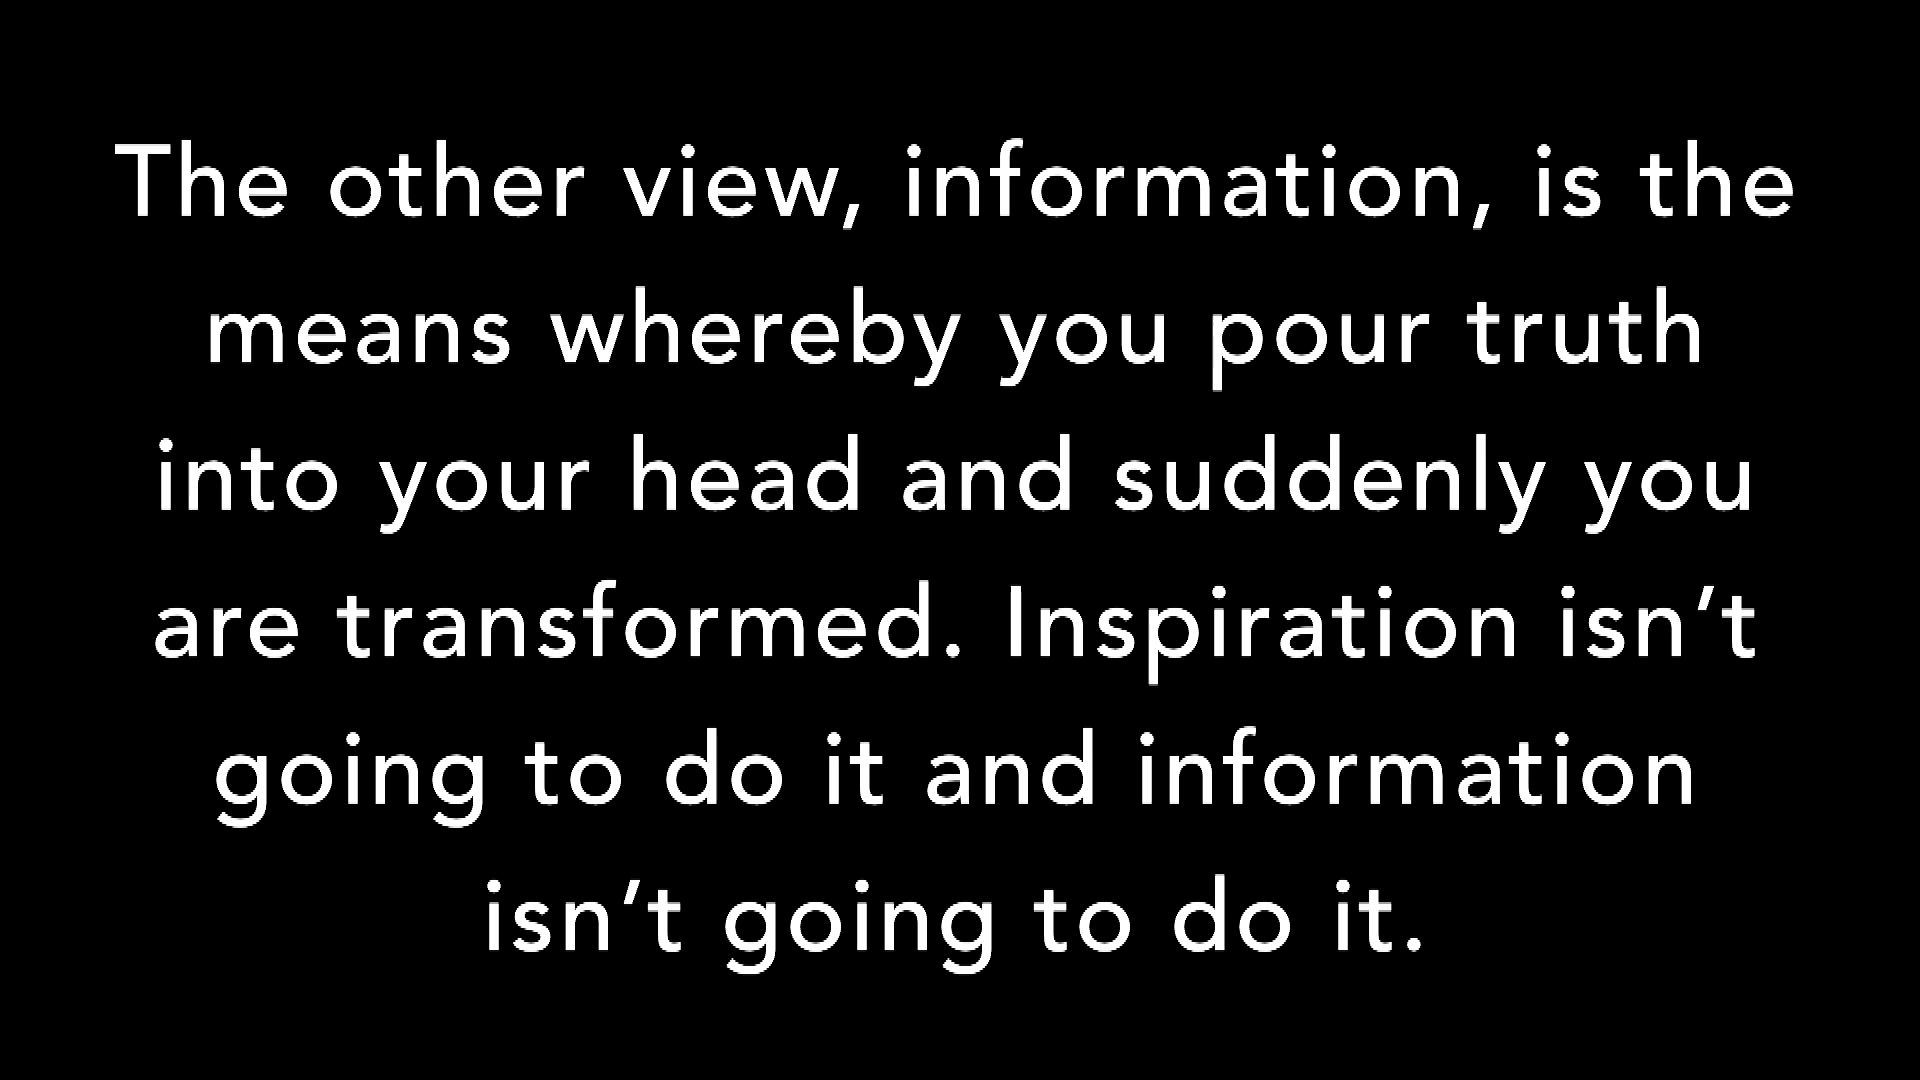 The other view, information, is the
means whereby you pour truth
into your head and suddenly you
are transformed. Inspiration isn’t
going to do it and information
isn’t going to do it.